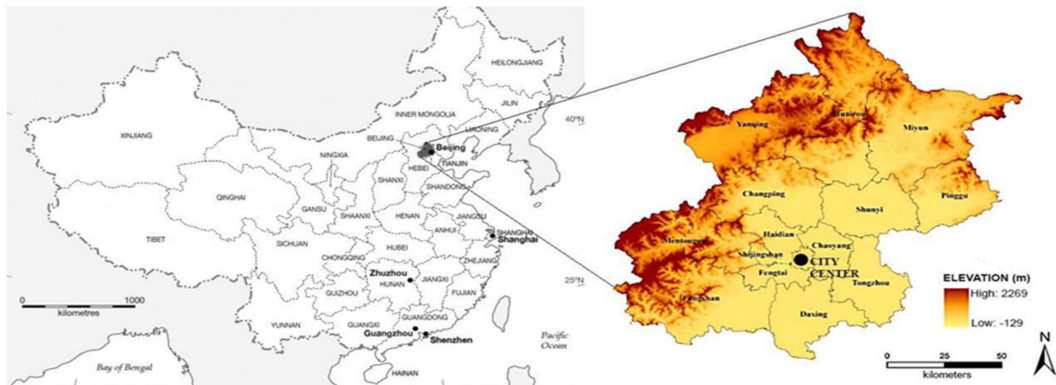 HEILONGJIANG
JILIN
INNER MONGOLIA
LIAONING
40°N
XINJIANG
BEIJING
Beijing
TIANJIN
HEBEI
NINGXIA
SHANXI
SHANDONG
QINGHAI
GANSU
SHAANXI
HENAN
JIANGSU
ANHUI
SHANGHAI
Shanghai
TIBET
SICHUAN
HUBEI
CHONGQING
ZHEJIANG
Zhuzhou
HUNAN
JIANGXI
25°N
GUIZHOU
FUJIAN
YUNNAN
GUANGXI
GUANGDONG
Guangzhou
Shenzhen
HAINAN
Bay of Bengal
Pacific
Ocean
0 1000
kilometres
Yanqing
Huairou
Miyun
Changping
Pinggu
Shunyi
Haidian
Mentougou
Shijingshan
Chaoyang
CITY
CENTER
Fengtai
Tongzhou
Fangshan
Daxing
ELEVATION (m)
High: 2269
Low: -129
N
0 25 50
kilometers